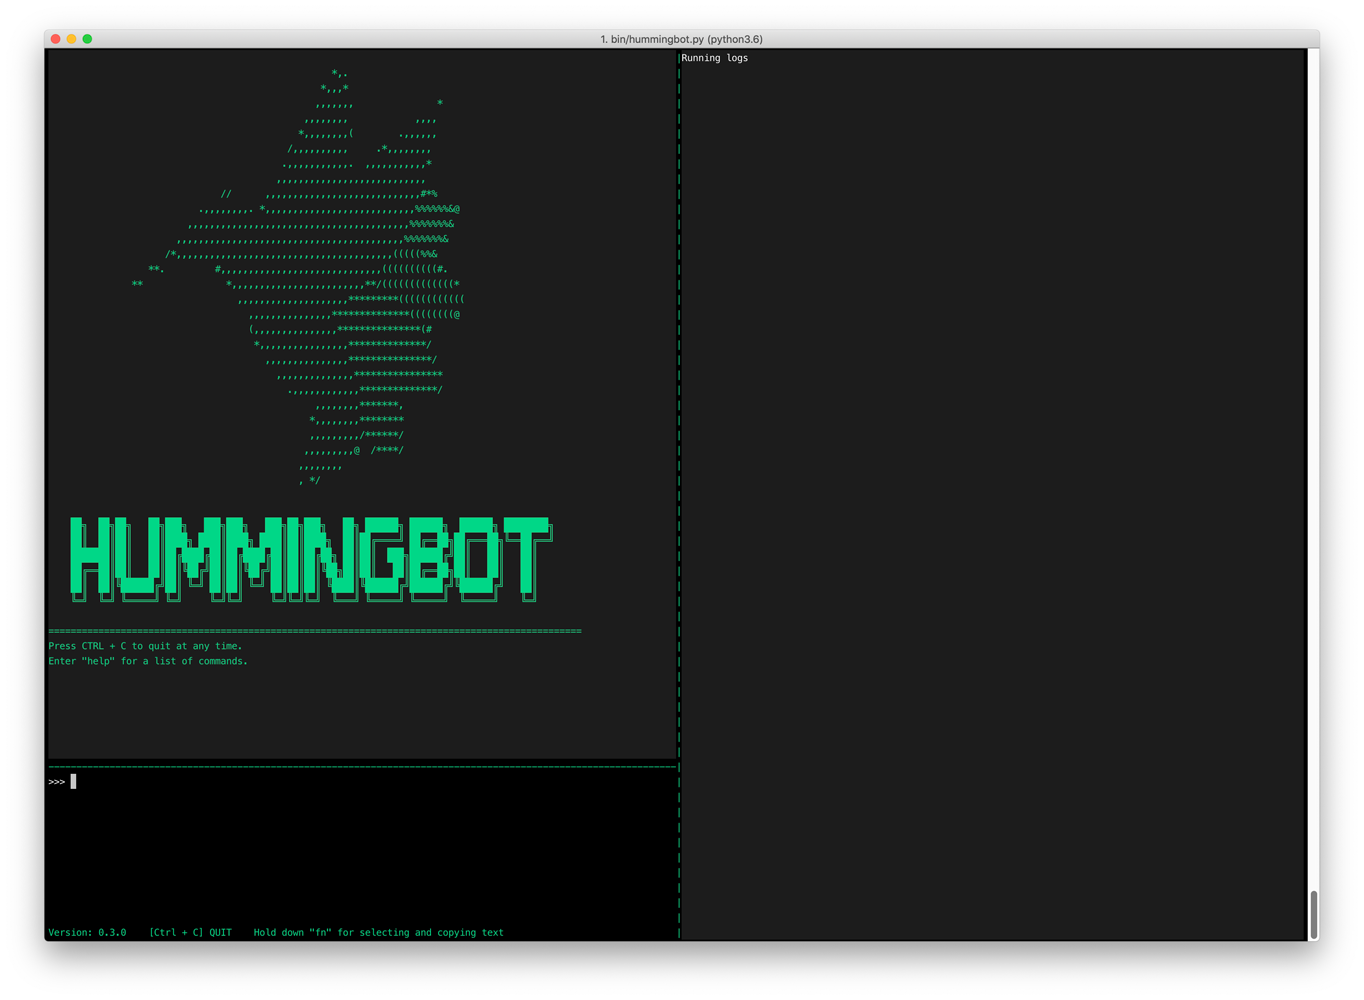 1. bin/hummingbot.py (python3.6)
HUMMINGBOT
Press CTRL + C to quit at any time.
Enter "help" for a list of commands.
>>>
Version: 0.3.0 [Ctrl + C] QUIT Hold down "fn" for selecting and copying text
Running logs